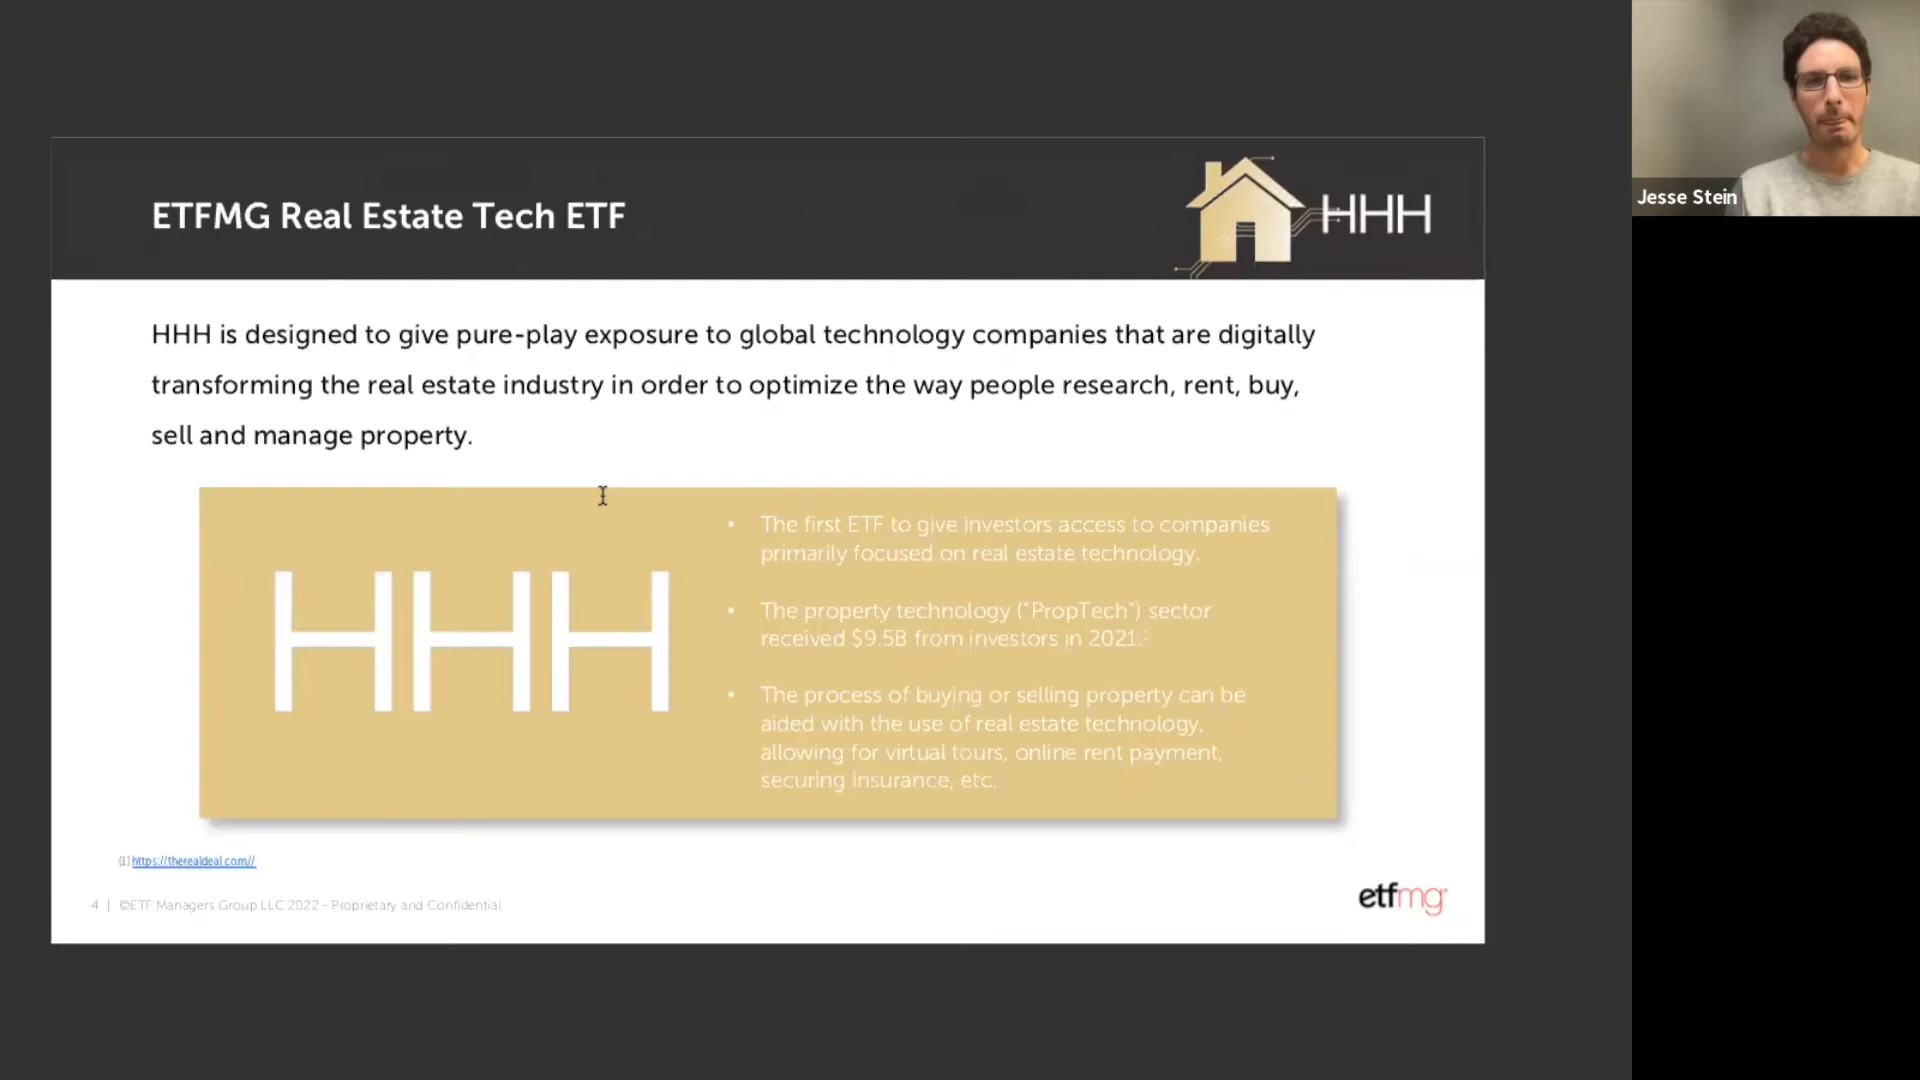 ETFMG Real Estate Tech ETF
HHH
Jesse Stein
HHH is designed to give pure-play exposure to global technology companies that are digitally
transforming the real estate industry in order to optimize the way people research, rent, buy,
sell and manage property.
HHH
• The first ETF to give investors access to companies
primarily focused on real estate technology.
• The property technology ("PropTech") sector
received $9.5B from investors in 2021.
• The process of buying or selling property can be
aided with the use of real estate technology,
allowing for virtual tours, online rent payment,
securing insurance, etc.
(1) https://therealdeal.com//
4 | ©ETF Managers Group LLC 2022 – Proprietary and Confidential
etfmg